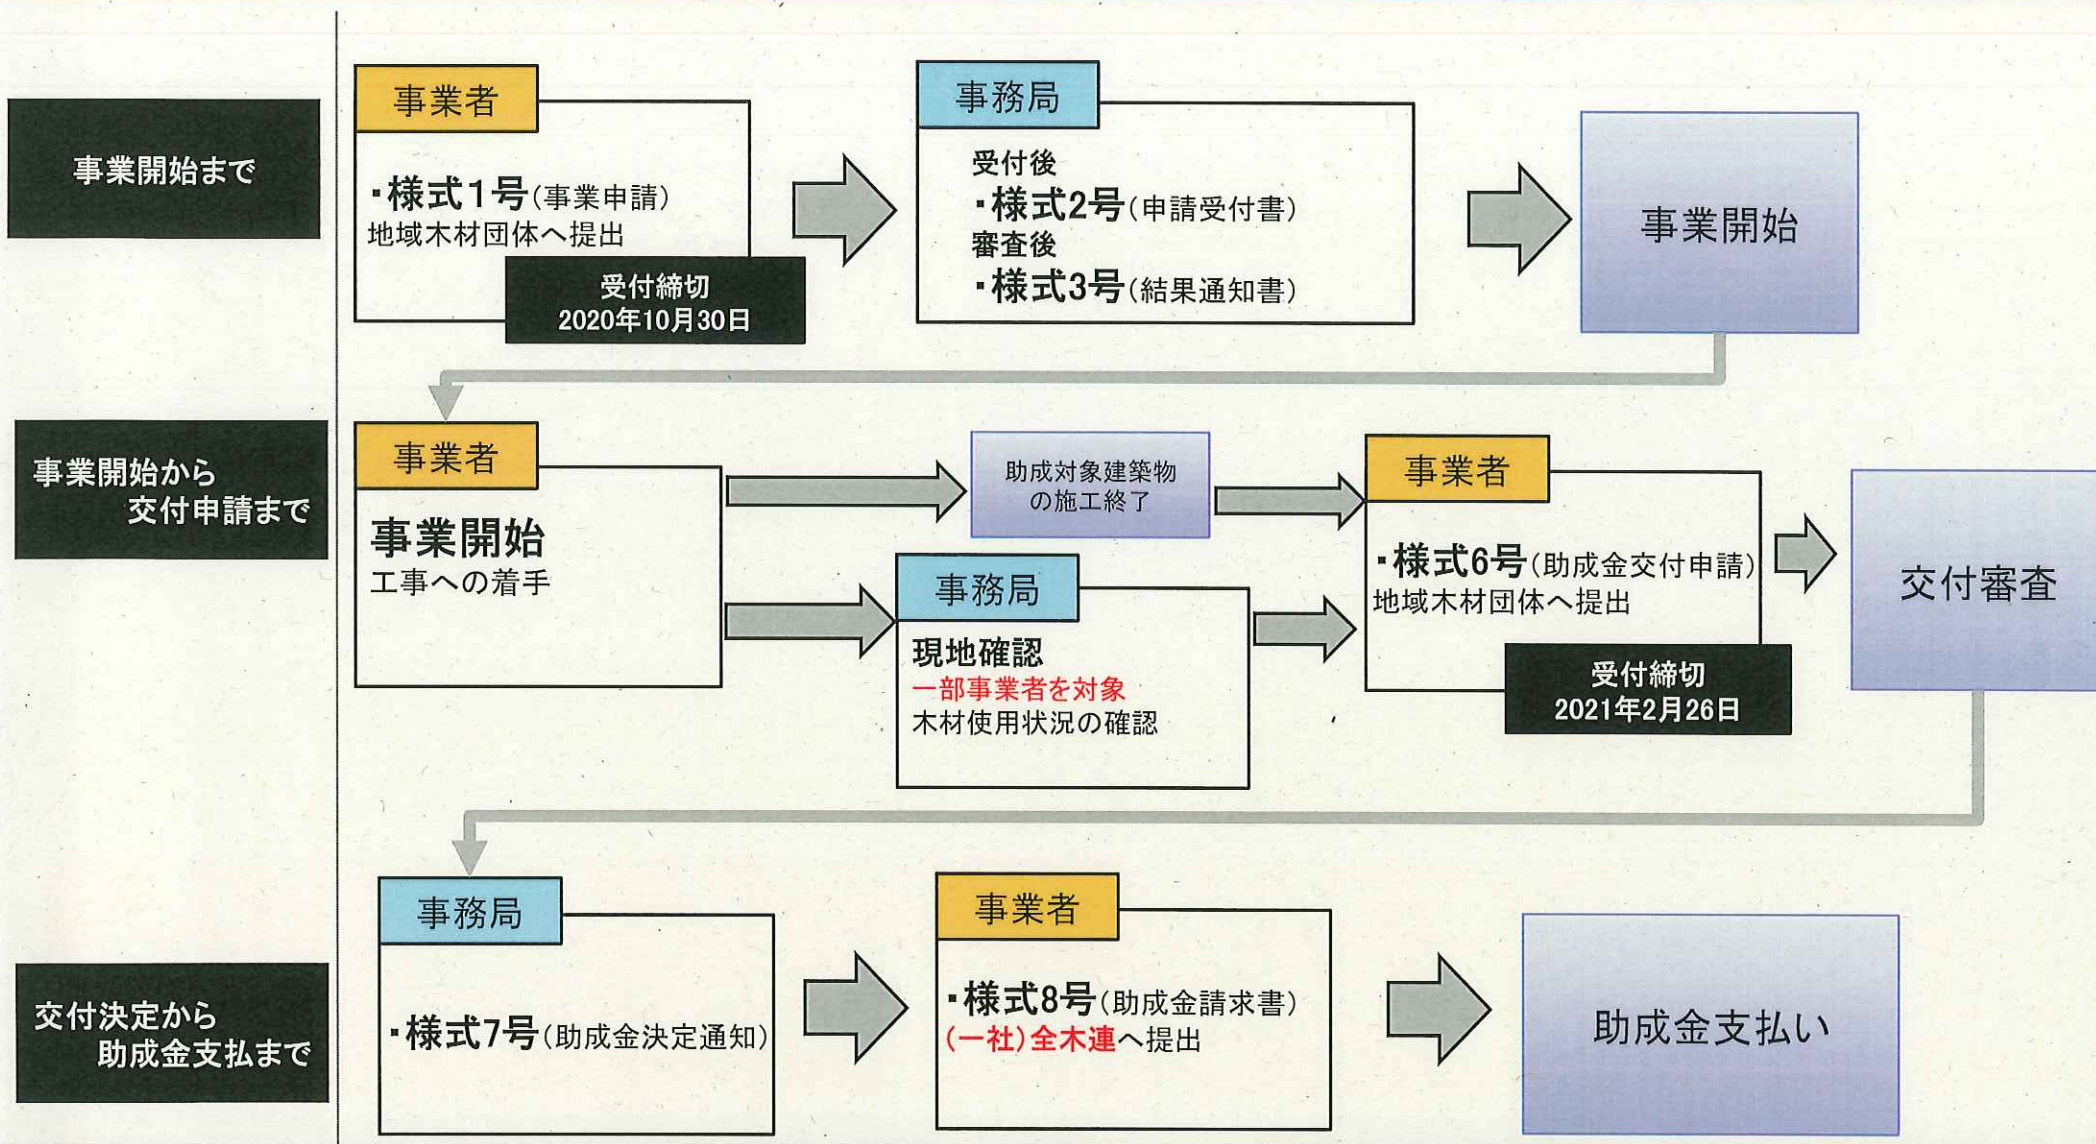 事業開始まで
事業者
▪様式1号(事業申請)
地域木材団体へ提出
受付締切
2020年10月30日
事務局
受付後
▪様式2号(申請受付書)
審査後
▪様式3号(結果通知書)
事業開始
事業開始から
交付申請まで
事業者
事業開始
工事への着手
助成対象建築物
の施工終了
事務局
現地確認
一部事業者を対象
木材使用状況の確認
事業者
▪様式6号(助成金交付申請)
地域木材団体へ提出
受付締切
2021年2月26日
交付審査
交付決定から
助成金支払まで
事務局
▪様式7号(助成金決定通知)
事業者
▪様式8号(助成金請求書)
(一社)全木連へ提出
助成金支払い